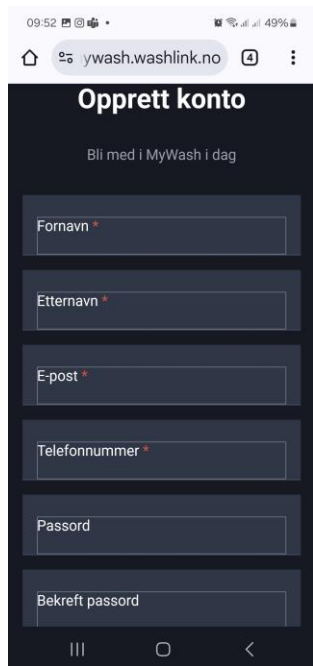 09:52
49%
ywash.washlink.no
4
Opprett konto
Bli med i MyWash i dag
Fornavn *
Etternavn *
E-post *
Telefonnummer *
Passord
Bekreft passord